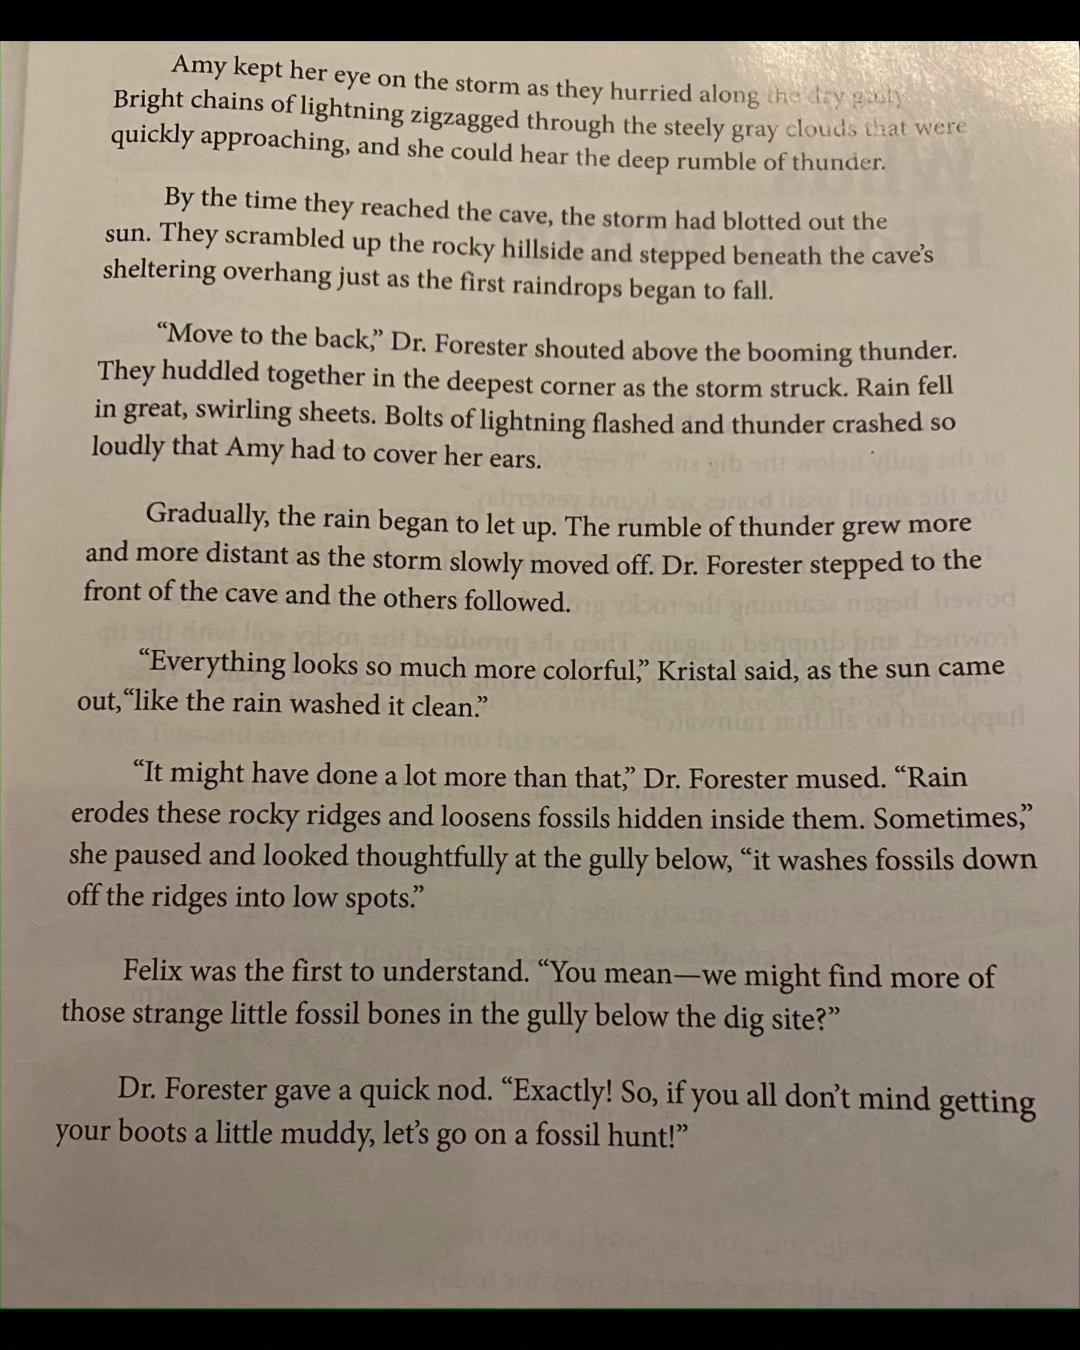 Amy kept her eye on the storm as they hurried along the dry gully.
Bright chains of lightning zigzagged through the steely gray clouds that were
quickly approaching, and she could hear the deep rumble of thunder.
By the time they reached the cave, the storm had blotted out the
sun. They scrambled up the rocky hillside and stepped beneath the cave’s
sheltering overhang just as the first raindrops began to fall.
“Move to the back,” Dr. Forester shouted above the booming thunder.
They huddled together in the deepest corner as the storm struck. Rain fell
in great, swirling sheets. Bolts of lightning flashed and thunder crashed so
loudly that Amy had to cover her ears.
Gradually, the rain began to let up. The rumble of thunder grew more
and more distant as the storm slowly moved off. Dr. Forester stepped to the
front of the cave and the others followed.
“Everything looks so much more colorful,” Kristal said, as the sun came
out,“like the rain washed it clean.”
“It might have done a lot more than that,” Dr. Forester mused. “Rain
erodes these rocky ridges and loosens fossils hidden inside them. Sometimes,”
she paused and looked thoughtfully at the gully below, “it washes fossils down
off the ridges into low spots.”
Felix was the first to understand. “You mean—we might find more of
those strange little fossil bones in the gully below the dig site?”
Dr. Forester gave a quick nod. “Exactly! So, if you all don’t mind getting
your boots a little muddy, let’s go on a fossil hunt!”